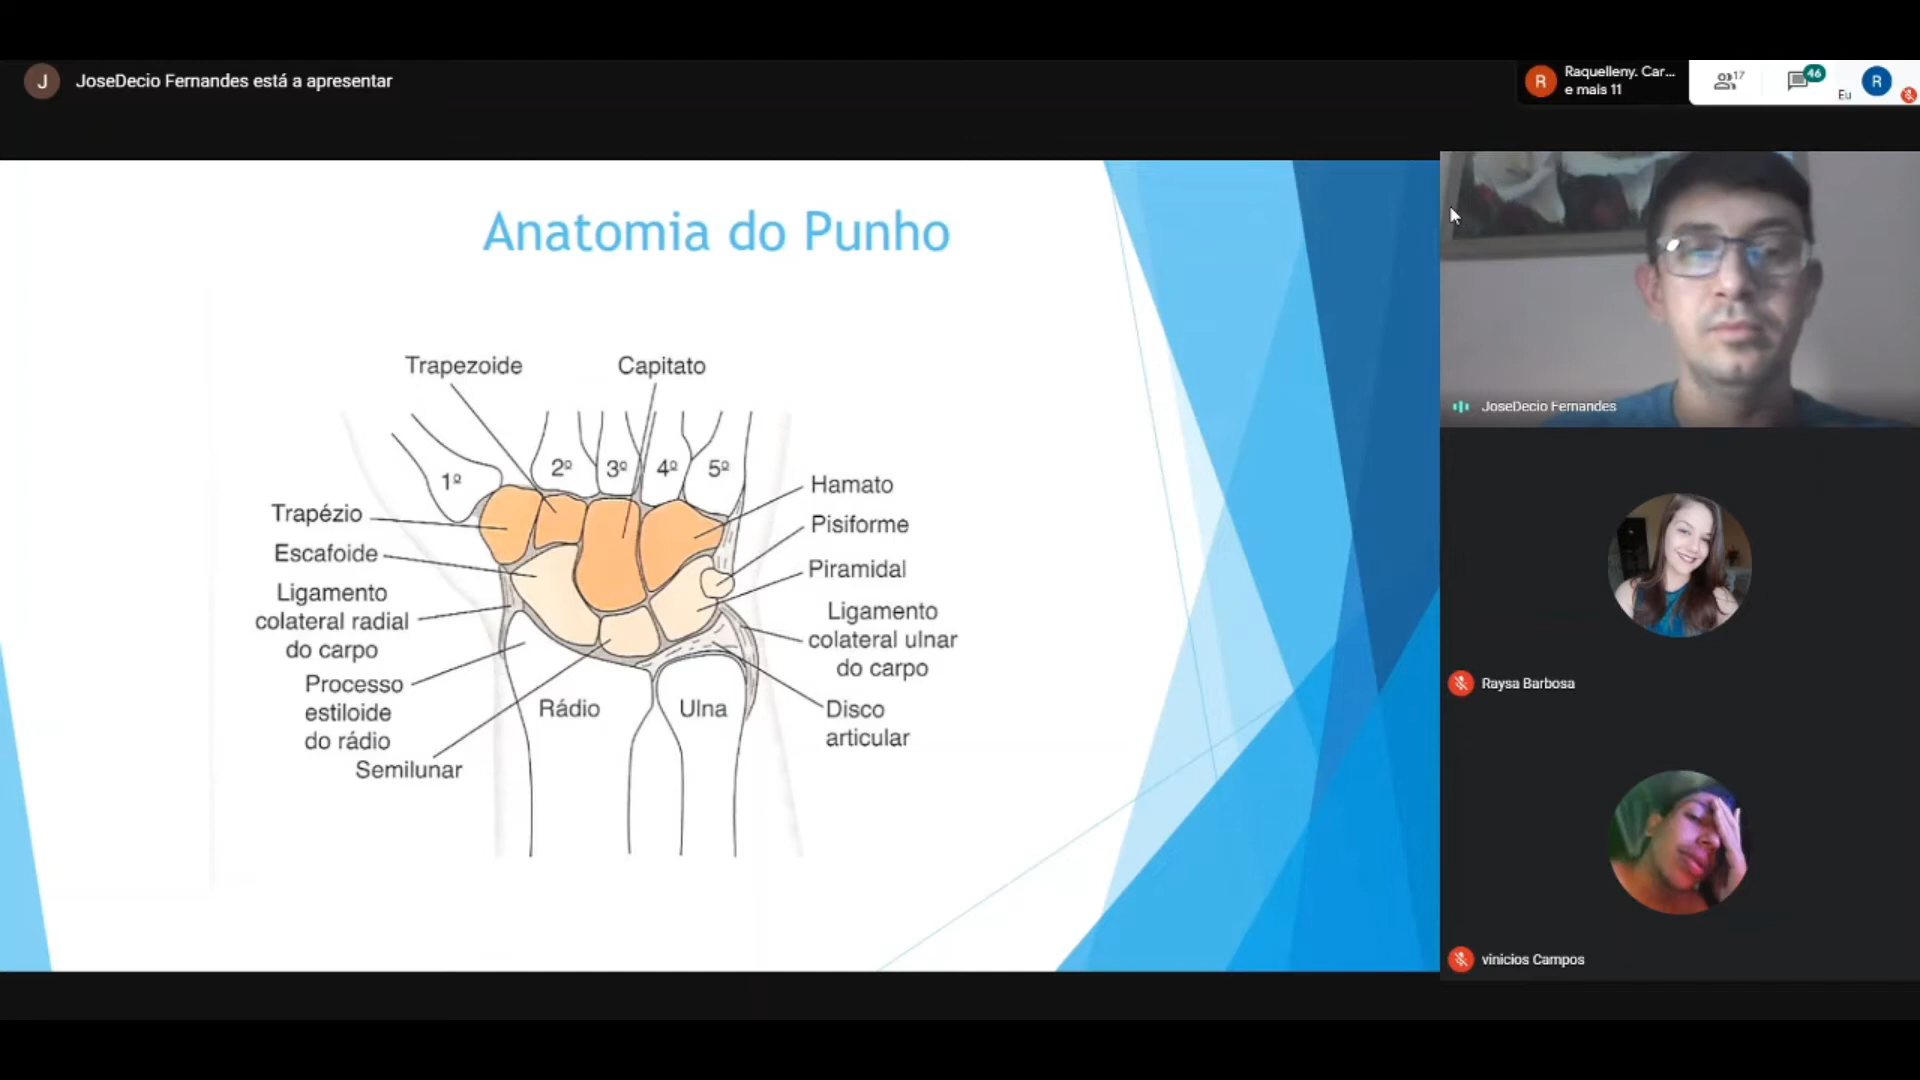 J JoseDecio Fernandes está a apresentar
R Raquelleny. Car...
e mais 11
17
46
Eu
R
Anatomia do Punho
Trapezoide
Capitato
1º
2º
3º
4º
5º
Hamato
Trapézio
Pisiforme
Escafoide
Piramidal
Ligamento
colateral radial
do carpo
Ligamento
colateral ulnar
do carpo
Processo
estiloide
do rádio
Rádio
Ulna
Disco
articular
Semilunar
JoseDecio Fernandes
Raysa Barbosa
vinicios Campos